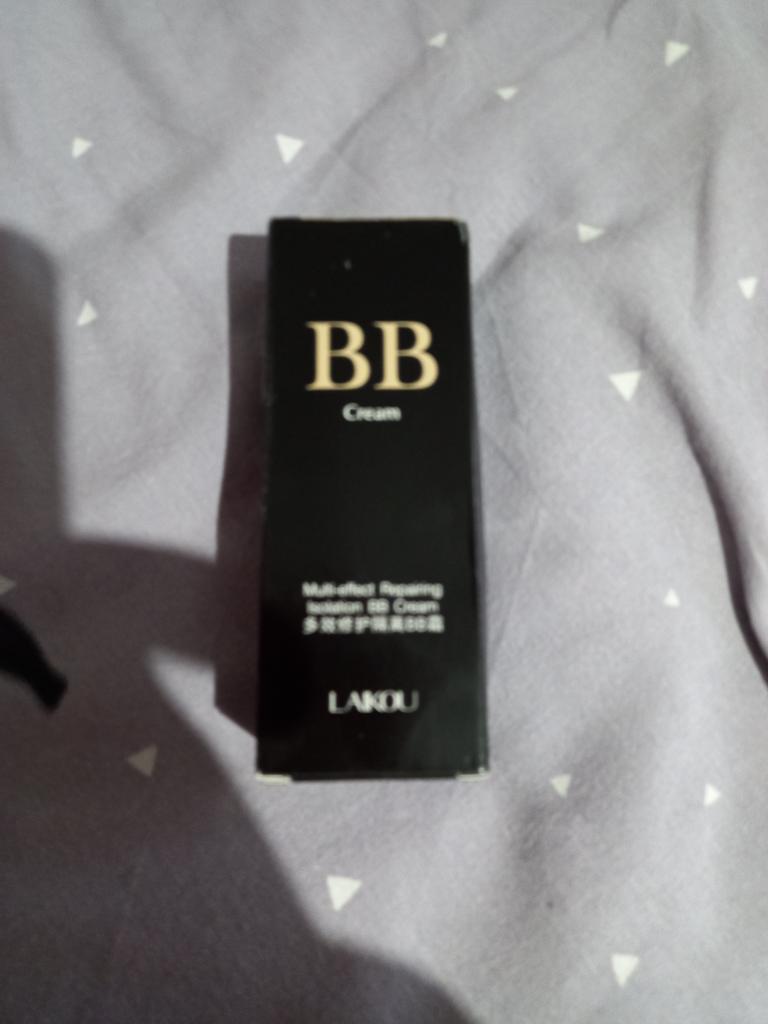 BB
Cream
Multi-effect Repairing
Isolation BB Cream
多效修护隔离BB霜
LAIKOU